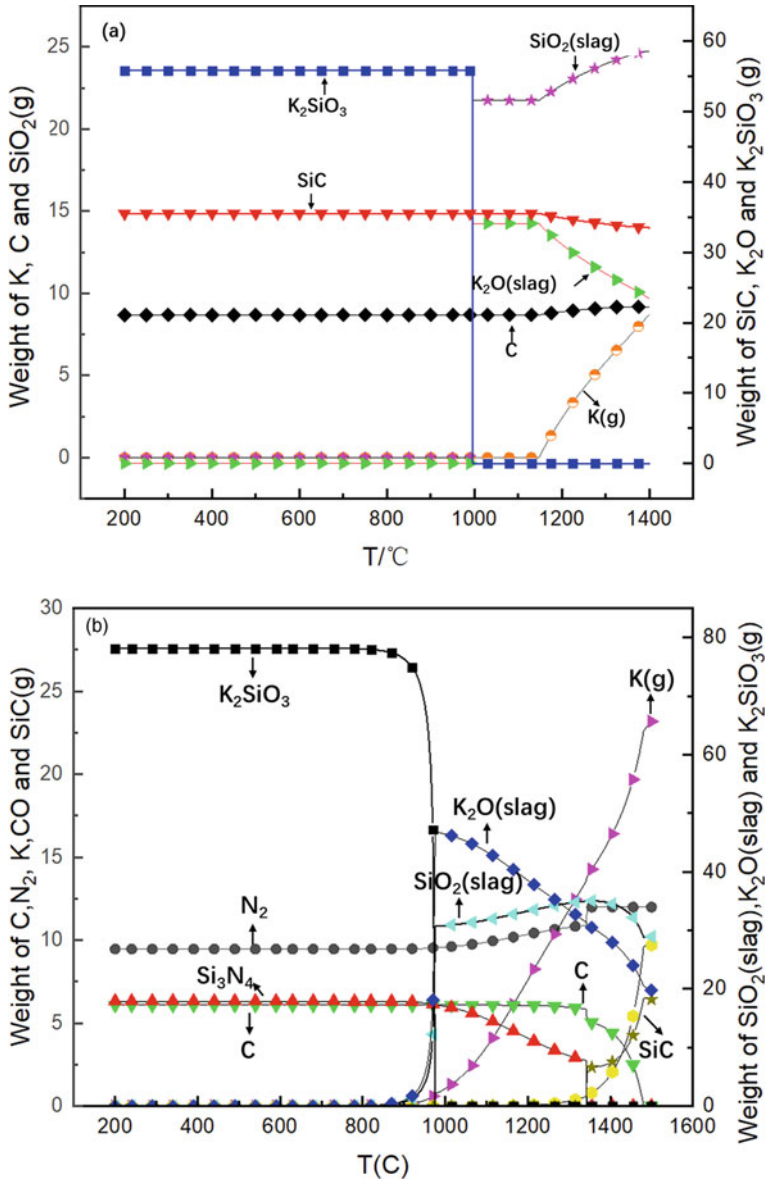 (a)
Weight of K, C and SiO₂(g)
25
20
15
10
5
0
60
50
40
30
20
10
0
Weight of SiC, K₂O and K₂SiO₃(g)
K₂SiO₃
SiO₂(slag)
SiC
K₂O(slag)
C
K(g)
200 400 600 800 1000 1200 1400
T/℃
(b)
Weight of C,N₂, K,CO and SiC(g)
30
25
20
15
10
5
0
80
60
40
20
0
Weight of SiO₂(slag),K₂O(slag) and K₂SiO₃(g)
K₂SiO₃
K(g)
K₂O(slag)
SiO₂(slag)
N₂
Si₃N₄
C
C
SiC
200 400 600 800 1000 1200 1400 1600
T(C)